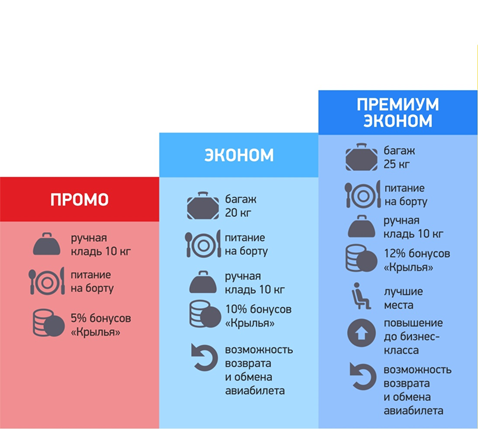 ПРОМО
ручная
кладь 10 кг
питание
на борту
5% бонусов
«Крылья»
ЭКОНОМ
багаж
20 кг
питание
на борту
ручная
кладь 10 кг
10% бонусов
«Крылья»
возможность
возврата
и обмена
авиабилета
ПРЕМИУМ
ЭКОНОМ
багаж
25 кг
питание
на борту
ручная
кладь 10 кг
12% бонусов
«Крылья»
лучшие
места
повышение
до бизнес-
класса
возможность
возврата
и обмена
авиабилета